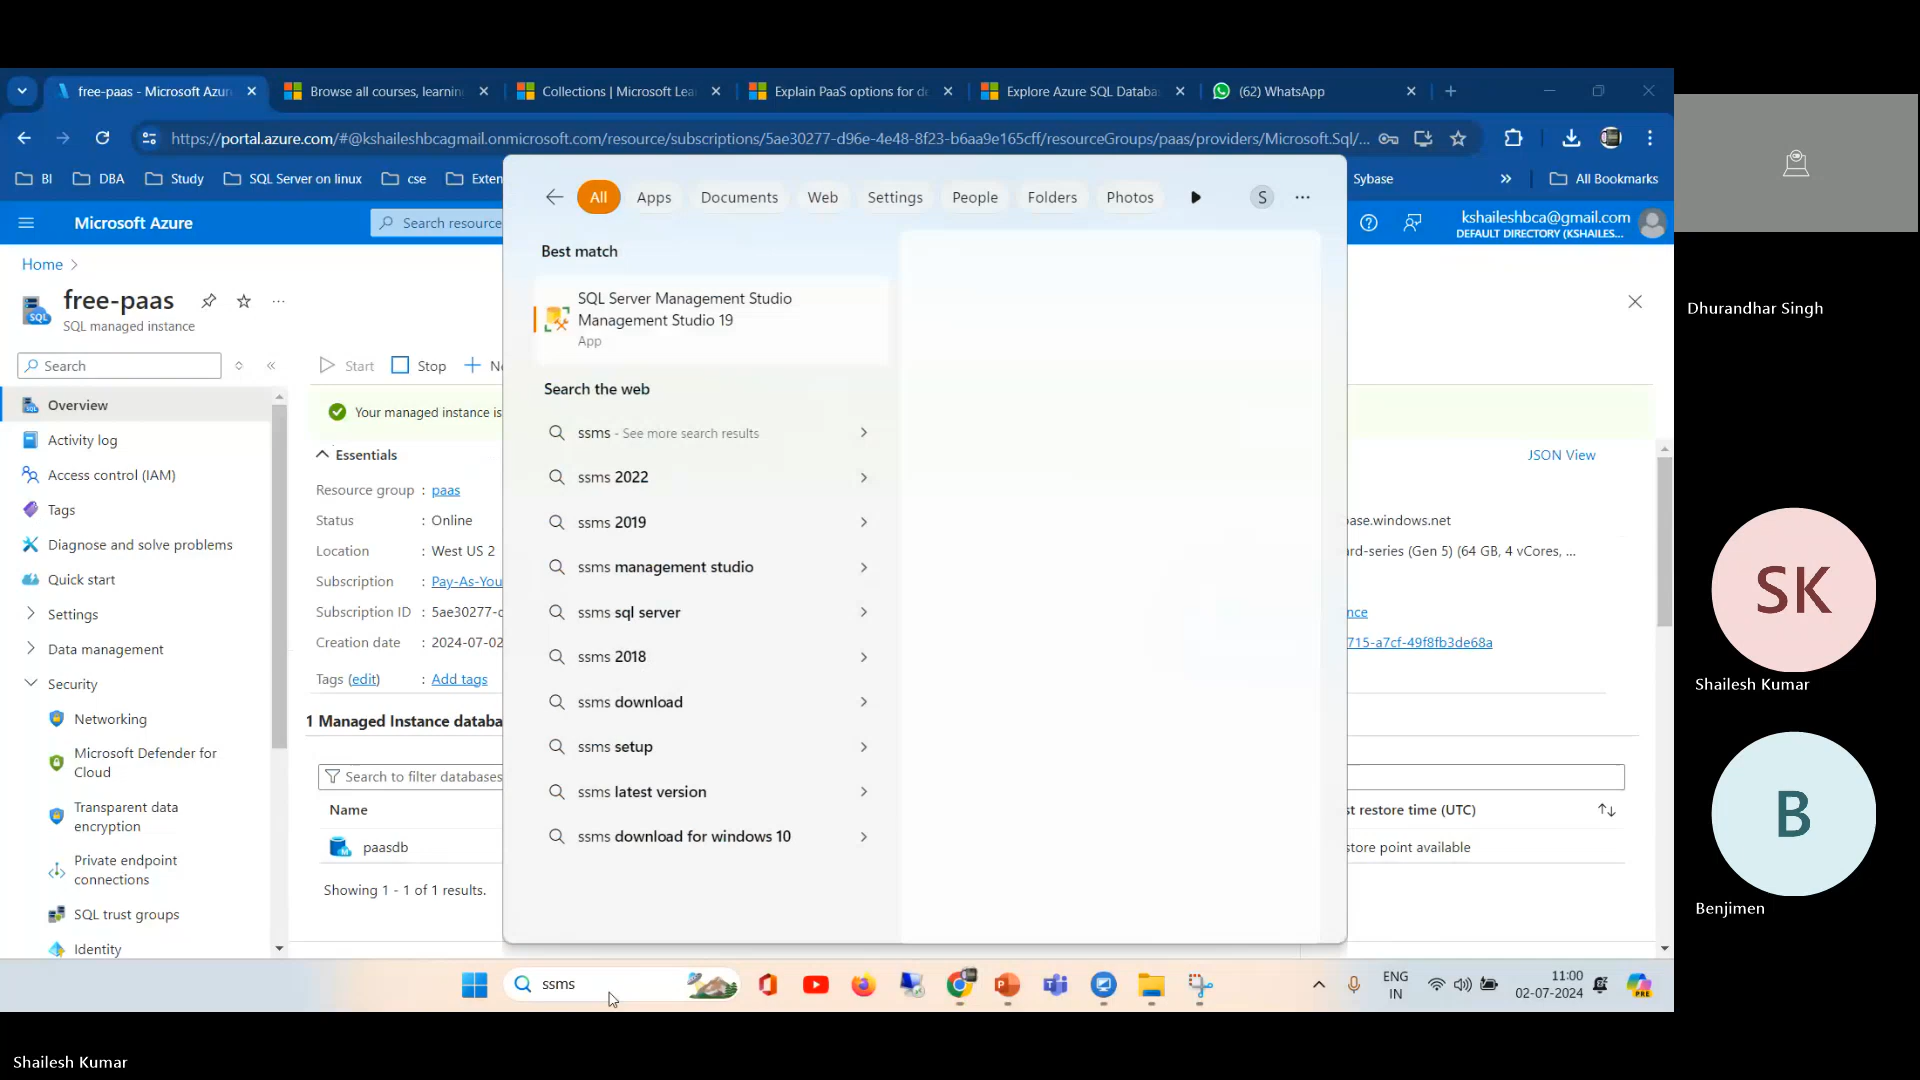 free-paas - Microsoft Azur
Browse all courses, learnin
Collections | Microsoft Lea
Explain PaaS options for de
Explore Azure SQL Databa
(62) WhatsApp
https://portal.azure.com/#@kshaileshbcagmail.onmicrosoft.com/resource/subscriptions/5ae30277-d96e-4e48-8f23-b6aa9e165cff/resourceGroups/paas/providers/Microsoft.Sql/...
BI
DBA
Study
SQL Server on linux
cse
Exten
Sybase
»
All Bookmarks
Microsoft Azure
Search resource
kshaileshbca@gmail.com
DEFAULT DIRECTORY (KSHAILES...
Home
free-paas
SQL managed instance
Search
Start
Stop
N
Overview
Activity log
Access control (IAM)
Tags
Diagnose and solve problems
Quick start
Settings
Data management
Security
Networking
Microsoft Defender for
Cloud
Transparent data
encryption
Private endpoint
connections
SQL trust groups
Identity
Your managed instance is
Essentials
JSON View
Resource group : paas
Status : Online
Location : West US 2
Subscription : Pay-As-You
Subscription ID : 5ae30277-
Creation date : 2024-07-02
Tags (edit) : Add tags
ase.windows.net
rd-series (Gen 5) (64 GB, 4 vCores, ...
nce
715-a7cf-49f8fb3de68a
1 Managed Instance databa
Search to filter databases
Name
st restore time (UTC)
paasdb
store point available
Showing 1 - 1 of 1 results.
All
Apps
Documents
Web
Settings
People
Folders
Photos
S
Best match
SQL Server Management Studio
Management Studio 19
App
Search the web
ssms - See more search results
ssms 2022
ssms 2019
ssms management studio
ssms sql server
ssms 2018
ssms download
ssms setup
ssms latest version
ssms download for windows 10
ssms
ENG
IN
11:00
02-07-2024
PRE
Dhurandhar Singh
SK
Shailesh Kumar
B
Benjimen
Shailesh Kumar